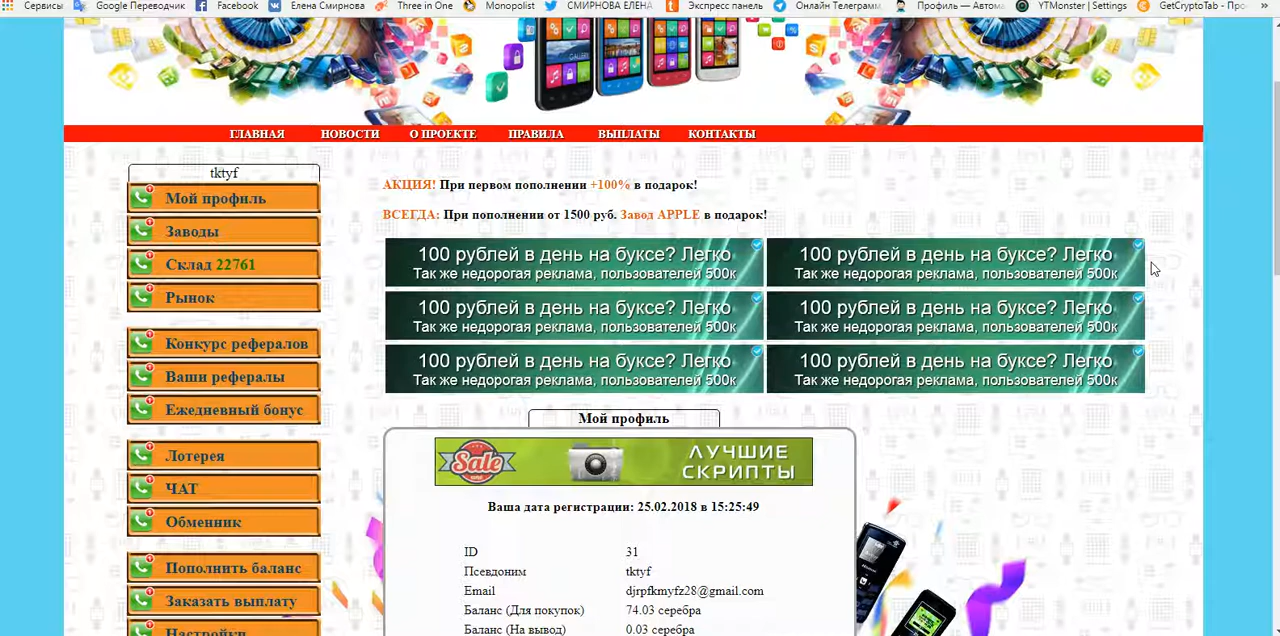 Сервисы Google Переводчик Facebook Елена Смирнова Three in One Monopolist СМИРНОВА ЕЛЕНА Экспресс панель Онлайн Телеграмм Профиль — Автома YTMonster | Settings GetCryptoTab - Про »
GALLERY
ГЛАВНАЯ НОВОСТИ О ПРОЕКТЕ ПРАВИЛА ВЫПЛАТЫ КОНТАКТЫ
tktyf
Мой профиль
Заводы
Склад 22761
Рынок
Конкурс рефералов
Ваши рефералы
Ежедневный бонус
Лотерея
ЧАТ
Обменник
Пополнить баланс
Заказать выплату
Настройки
АКЦИЯ! При первом пополнении +100% в подарок!
ВСЕГДА: При пополнении от 1500 руб. Завод APPLE в подарок!
100 рублей в день на буксе? Легко
Так же недорогая реклама, пользователей 500к
100 рублей в день на буксе? Легко
Так же недорогая реклама, пользователей 500к
100 рублей в день на буксе? Легко
Так же недорогая реклама, пользователей 500к
100 рублей в день на буксе? Легко
Так же недорогая реклама, пользователей 500к
100 рублей в день на буксе? Легко
Так же недорогая реклама, пользователей 500к
100 рублей в день на буксе? Легко
Так же недорогая реклама, пользователей 500к
Мой профиль
Sale ЛУЧШИЕ
СКРИПТЫ
Ваша дата регистрации: 25.02.2018 в 15:25:49
ID 31
Псевдоним tktyf
Email djrpfkmyfz28@gmail.com
Баланс (Для покупок) 74.03 серебра
Баланс (На вывод) 0.03 серебра